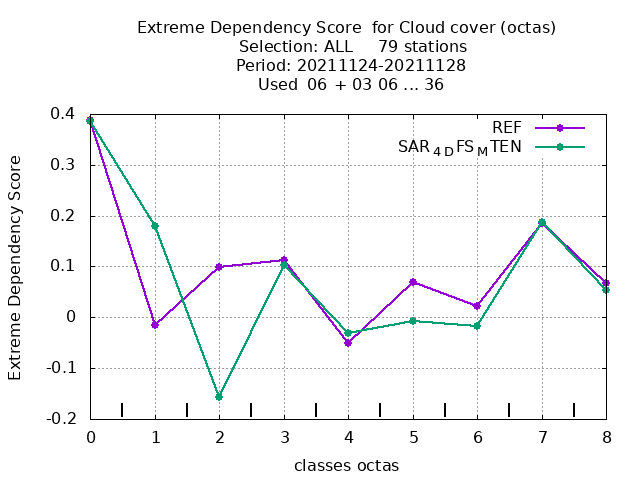 Extreme Dependency Score  for Cloud cover (octas)
Selection: ALL     79 stations
Period: 20211124-20211128
Used  06 + 03 06 ... 36
REF
SAR₄ DFSMTEN
0.4
0.3
0.2
0.1
0
-0.1
-0.2
Extreme Dependency Score
0 1 2 3 4 5 6 7 8
classes octas